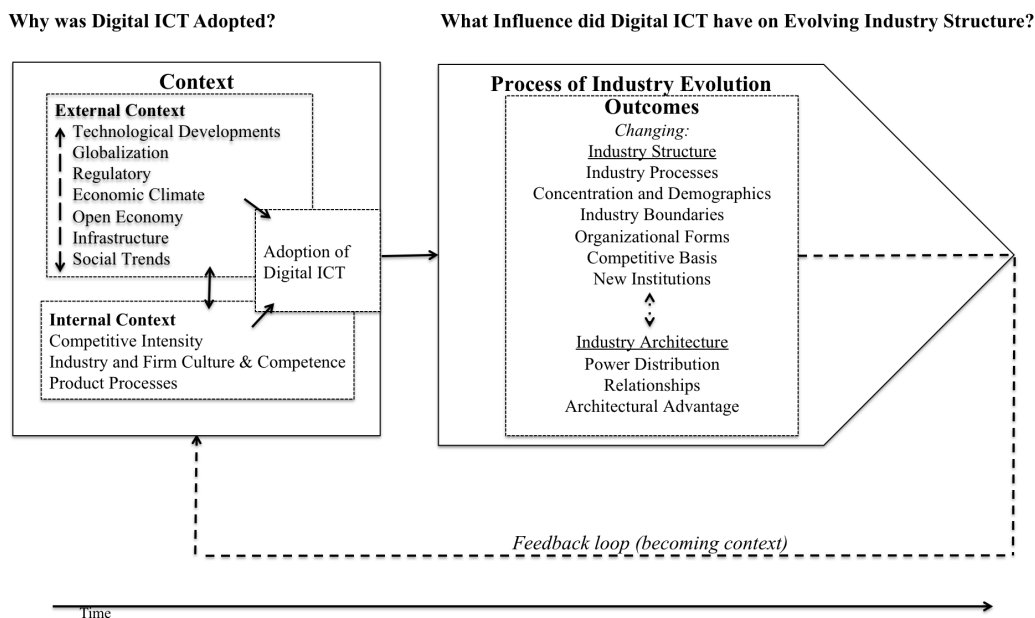 Why was Digital ICT Adopted?
What Influence did Digital ICT have on Evolving Industry Structure?
Context
External Context
Technological Developments
Globalization
Regulatory
Economic Climate
Open Economy
Infrastructure
Social Trends
Adoption of
Digital ICT
Internal Context
Competitive Intensity
Industry and Firm Culture & Competence
Product Processes
Process of Industry Evolution
Outcomes
Changing:
Industry Structure
Industry Processes
Concentration and Demographics
Industry Boundaries
Organizational Forms
Competitive Basis
New Institutions
Industry Architecture
Power Distribution
Relationships
Architectural Advantage
Feedback loop (becoming context)
Time